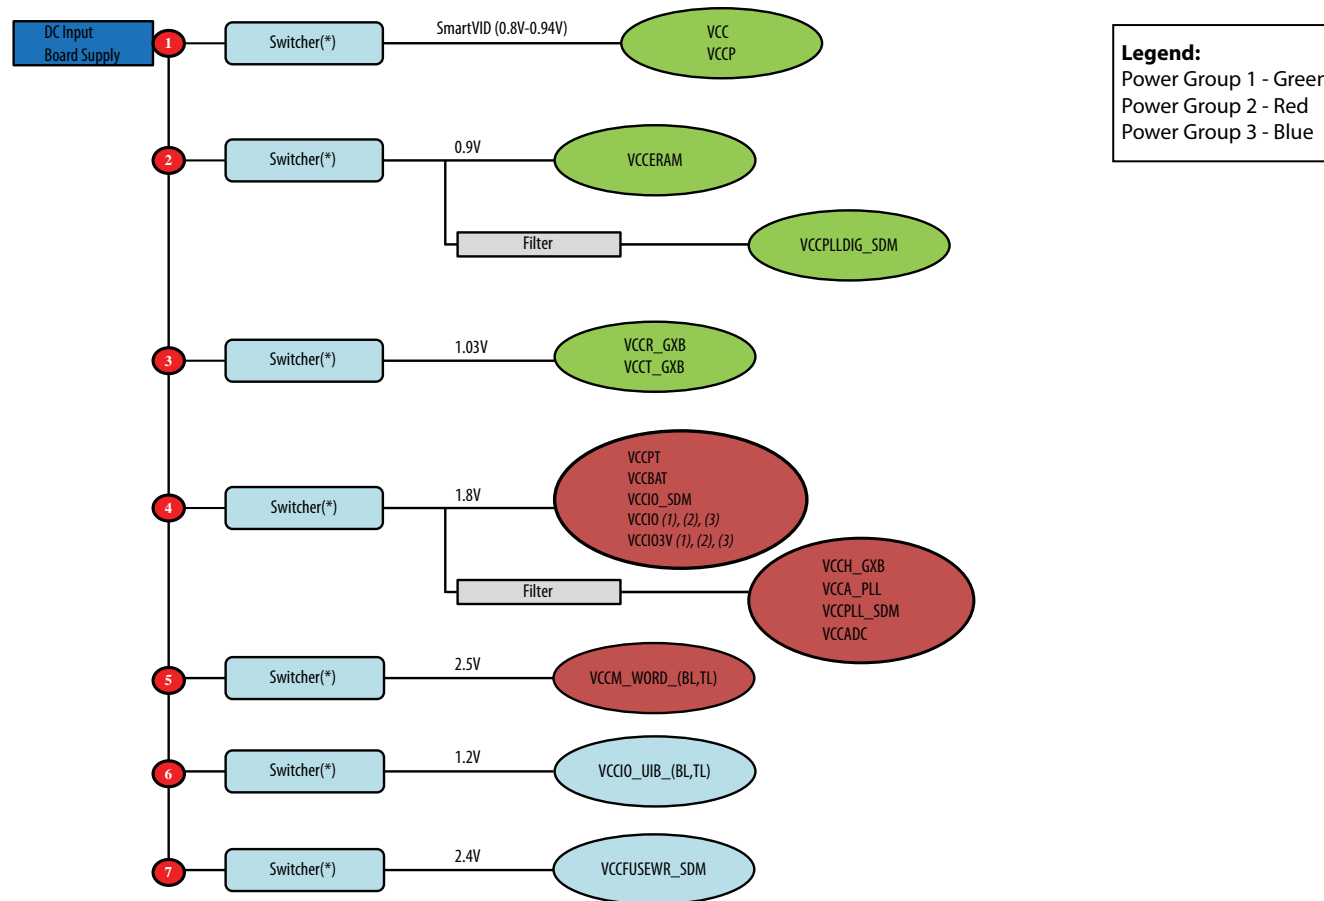 DC Input
Board Supply
1
Switcher(*)
SmartVID (0.8V-0.94V)
VCC
VCCP
Legend:
Power Group 1 - Green
Power Group 2 - Red
Power Group 3 - Blue
2
Switcher(*)
0.9V
VCCERAM
Filter
VCCPLLDIG_SDM
3
Switcher(*)
1.03V
VCCR_GXB
VCCT_GXB
4
Switcher(*)
1.8V
VCCPT
VCCBAT
VCCIO_SDM
VCCIO (1), (2), (3)
VCCIO3V (1), (2), (3)
Filter
VCCH_GXB
VCCA_PLL
VCCPLL_SDM
VCCADC
5
Switcher(*)
2.5V
VCCM_WORD_(BL,TL)
6
Switcher(*)
1.2V
VCCIO_UIB_(BL,TL)
7
Switcher(*)
2.4V
VCCFUSEWR_SDM